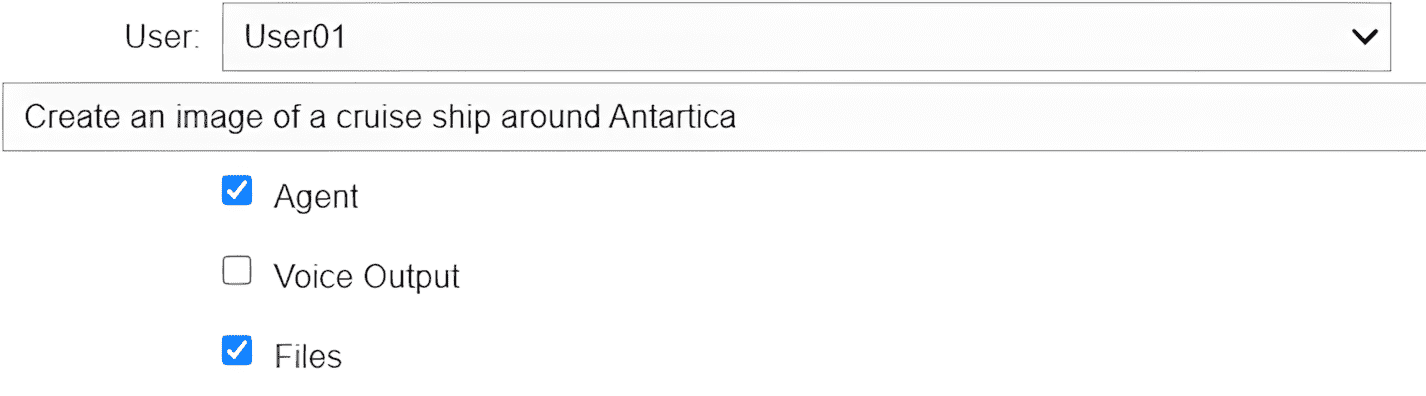 User: User01
Create an image of a cruise ship around Antartica
Agent
Voice Output
Files